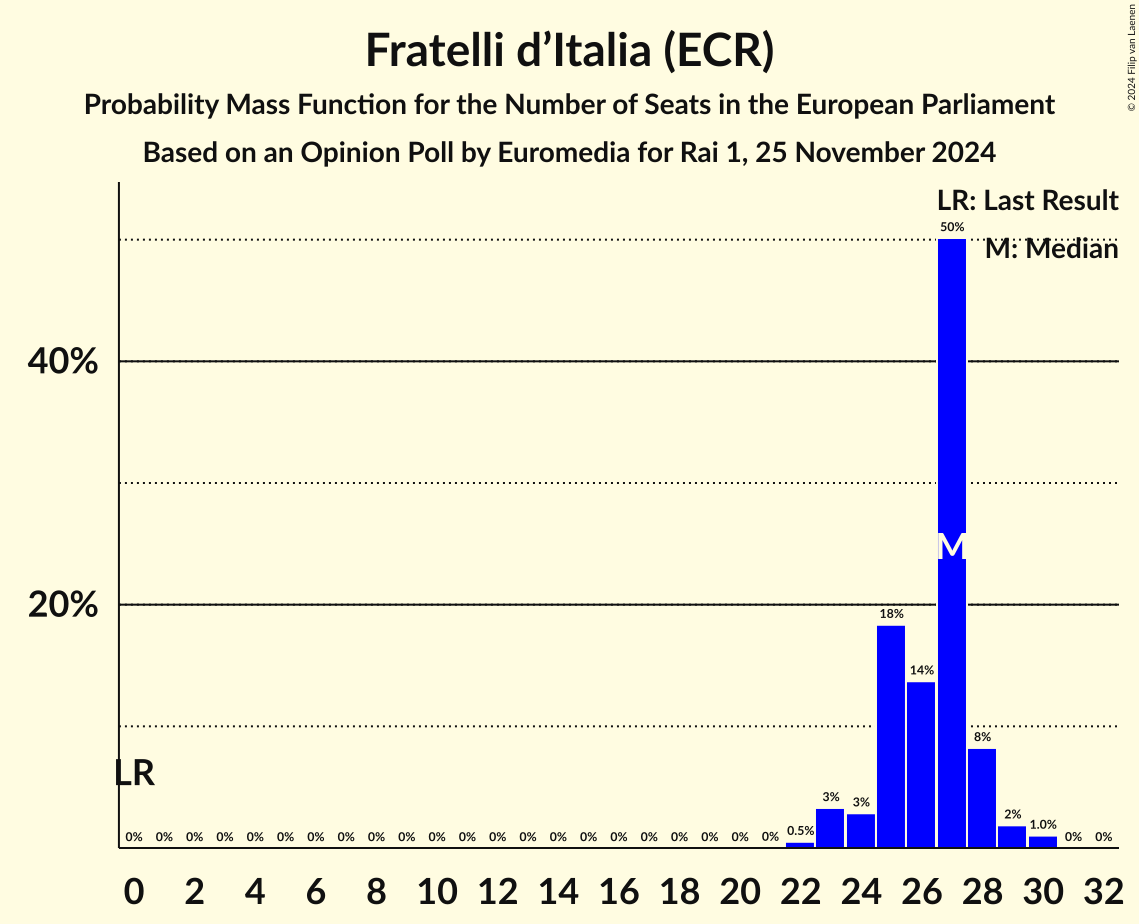 Fratelli d’Italia (ECR)
Probability Mass Function for the Number of Seats in the European Parliament
Based on an Opinion Poll by Euromedia for Rai 1, 25 November 2024
© 2024 Filip van Laenen
LR: Last Result
M: Median
50%
40%
M
20%
18%
14%
8%
LR
3%
3%
2%
1.0%
0.5%
0% 0% 0% 0% 0% 0% 0% 0% 0% 0% 0% 0% 0% 0% 0% 0% 0% 0% 0% 0% 0% 0% 0% 0%
0 2 4 6 8 10 12 14 16 18 20 22 24 26 28 30 32